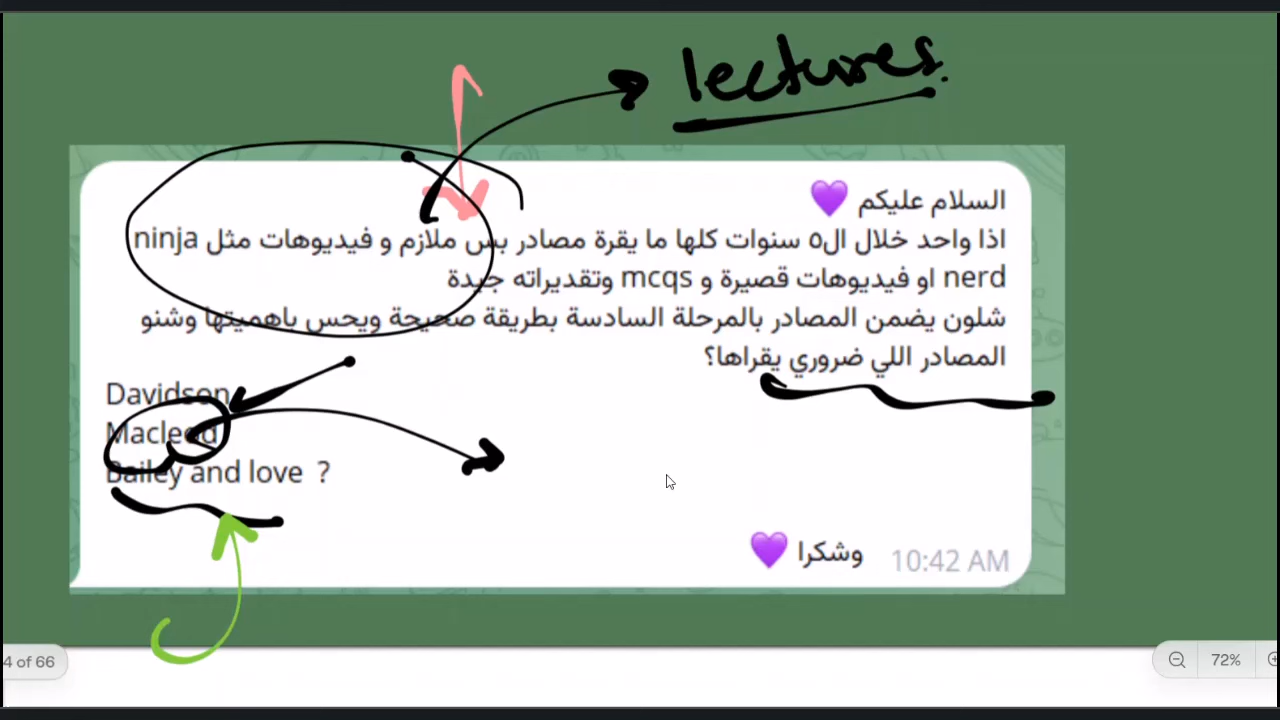 lectures.
السلام عليكم 💜
اذا واحد خلال ال٥ سنوات كلها ما يقرة مصادر بس ملازم و فيديوهات مثل ninja
nerd او فيديوهات قصيرة و mcqs وتقديراته جيدة
شلون يضمن المصادر بالمرحلة السادسة بطريقة صحيحة ويحس باهميتها وشنو
المصادر اللي ضروري يقراها؟
Davidson
Macleod
Bailey and love ?
وشكرا 💜
10:42 AM
4 of 66
72%